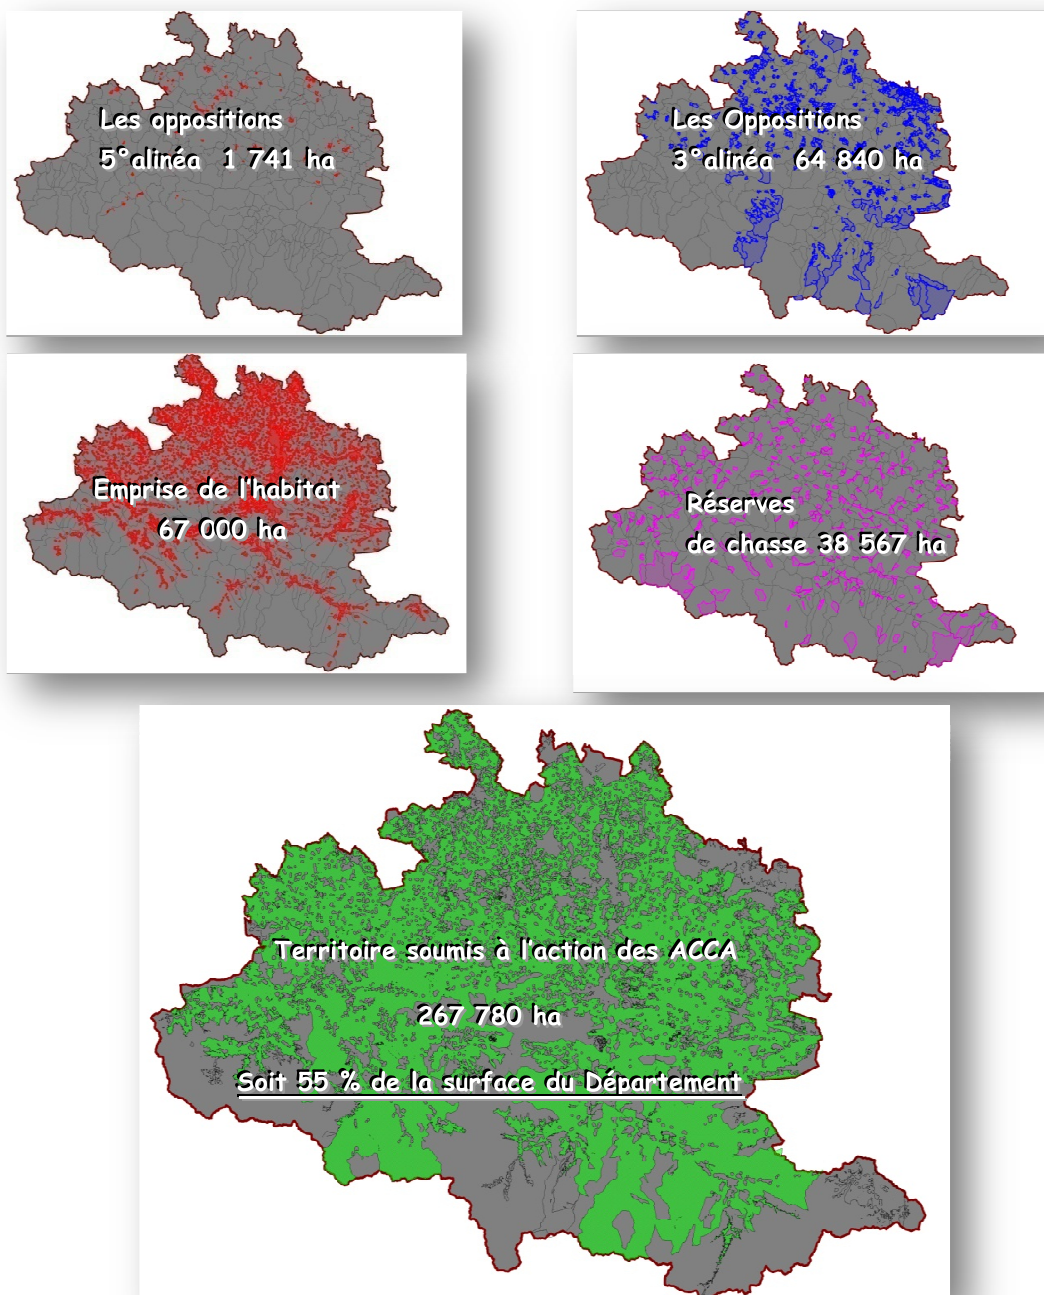 Les oppositions
5°alinéa 1 741 ha
Les Oppositions
3°alinéa 64 840 ha
Emprise de l'habitat
67 000 ha
Réserves
de chasse 38 567 ha
Territoire soumis à l'action des ACCA
267 780 ha
Soit 55 % de la surface du Département